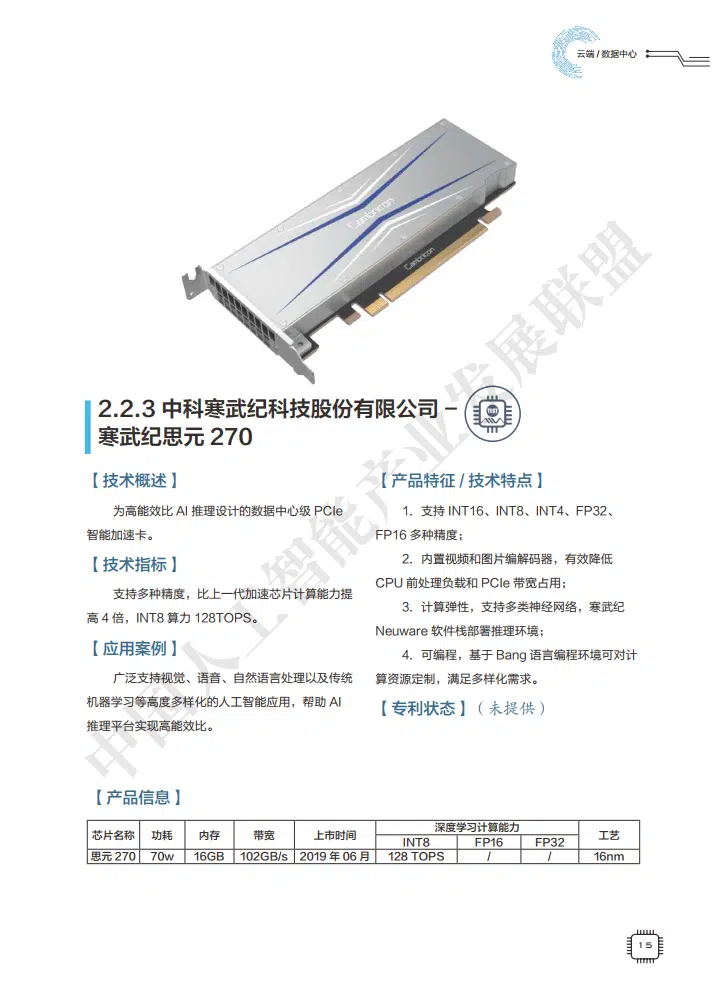 云端 / 数据中心
Cambricon
Cambricon
2.2.3 中科寒武纪科技股份有限公司 –
寒武纪思元 270
TEST
【 技术概述 】
为高能效比 AI 推理设计的数据中心级 PCIe
智能加速卡。
【 技术指标 】
支持多种精度，比上一代加速芯片计算能力提
高 4 倍，INT8 算力 128TOPS。
【 应用案例 】
广泛支持视觉、语音、自然语言处理以及传统
机器学习等高度多样化的人工智能应用，帮助 AI
推理平台实现高能效比。
【 产品特征 / 技术特点 】
1. 支持 INT16、INT8、INT4、FP32、
FP16 多种精度；
2. 内置视频和图片编解码器，有效降低
CPU 前处理负载和 PCIe 带宽占用；
3. 计算弹性，支持多类神经网络，寒武纪
Neuware 软件栈部署推理环境；
4. 可编程，基于 Bang 语言编程环境可对计
算资源定制，满足多样化需求。
【 专利状态 】（未提供）
【 产品信息 】
芯片名称 功耗 内存 带宽 上市时间 深度学习计算能力 工艺
INT8 FP16 FP32
思元 270 70w 16GB 102GB/s 2019 年 06 月 128 TOPS / / 16nm
中国人工智能产业发展联盟
15